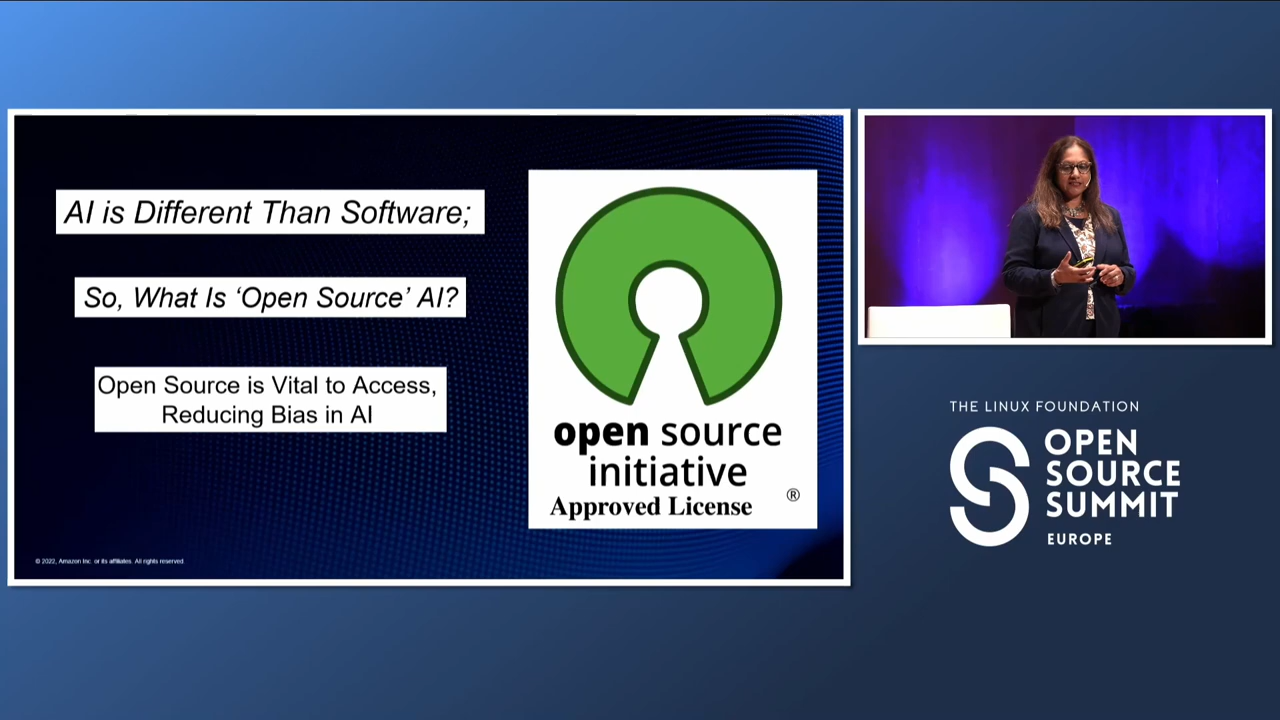 AI is Different Than Software;
So, What Is ‘Open Source’ AI?
Open Source is Vital to Access,
Reducing Bias in AI
open source
initiative
®
Approved License
© 2022, Amazon Inc. or its affiliates. All rights reserved.
THE LINUX FOUNDATION
OPEN
SOURCE
SUMMIT
EUROPE